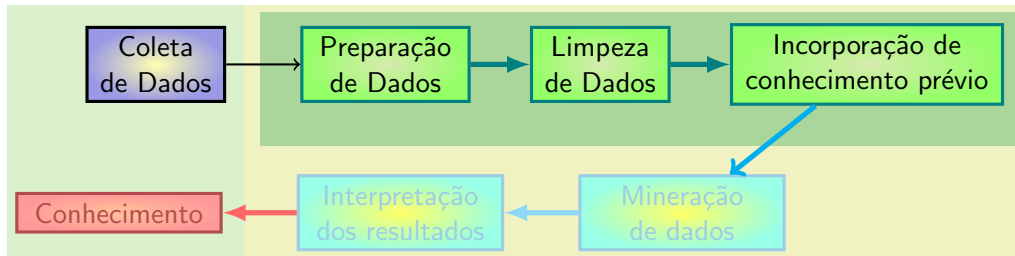 Coleta
de Dados
Preparação
de Dados
Limpeza
de Dados
Incorporação de
conhecimento prévio
Mineração
de dados
Interpretação
dos resultados
Conhecimento